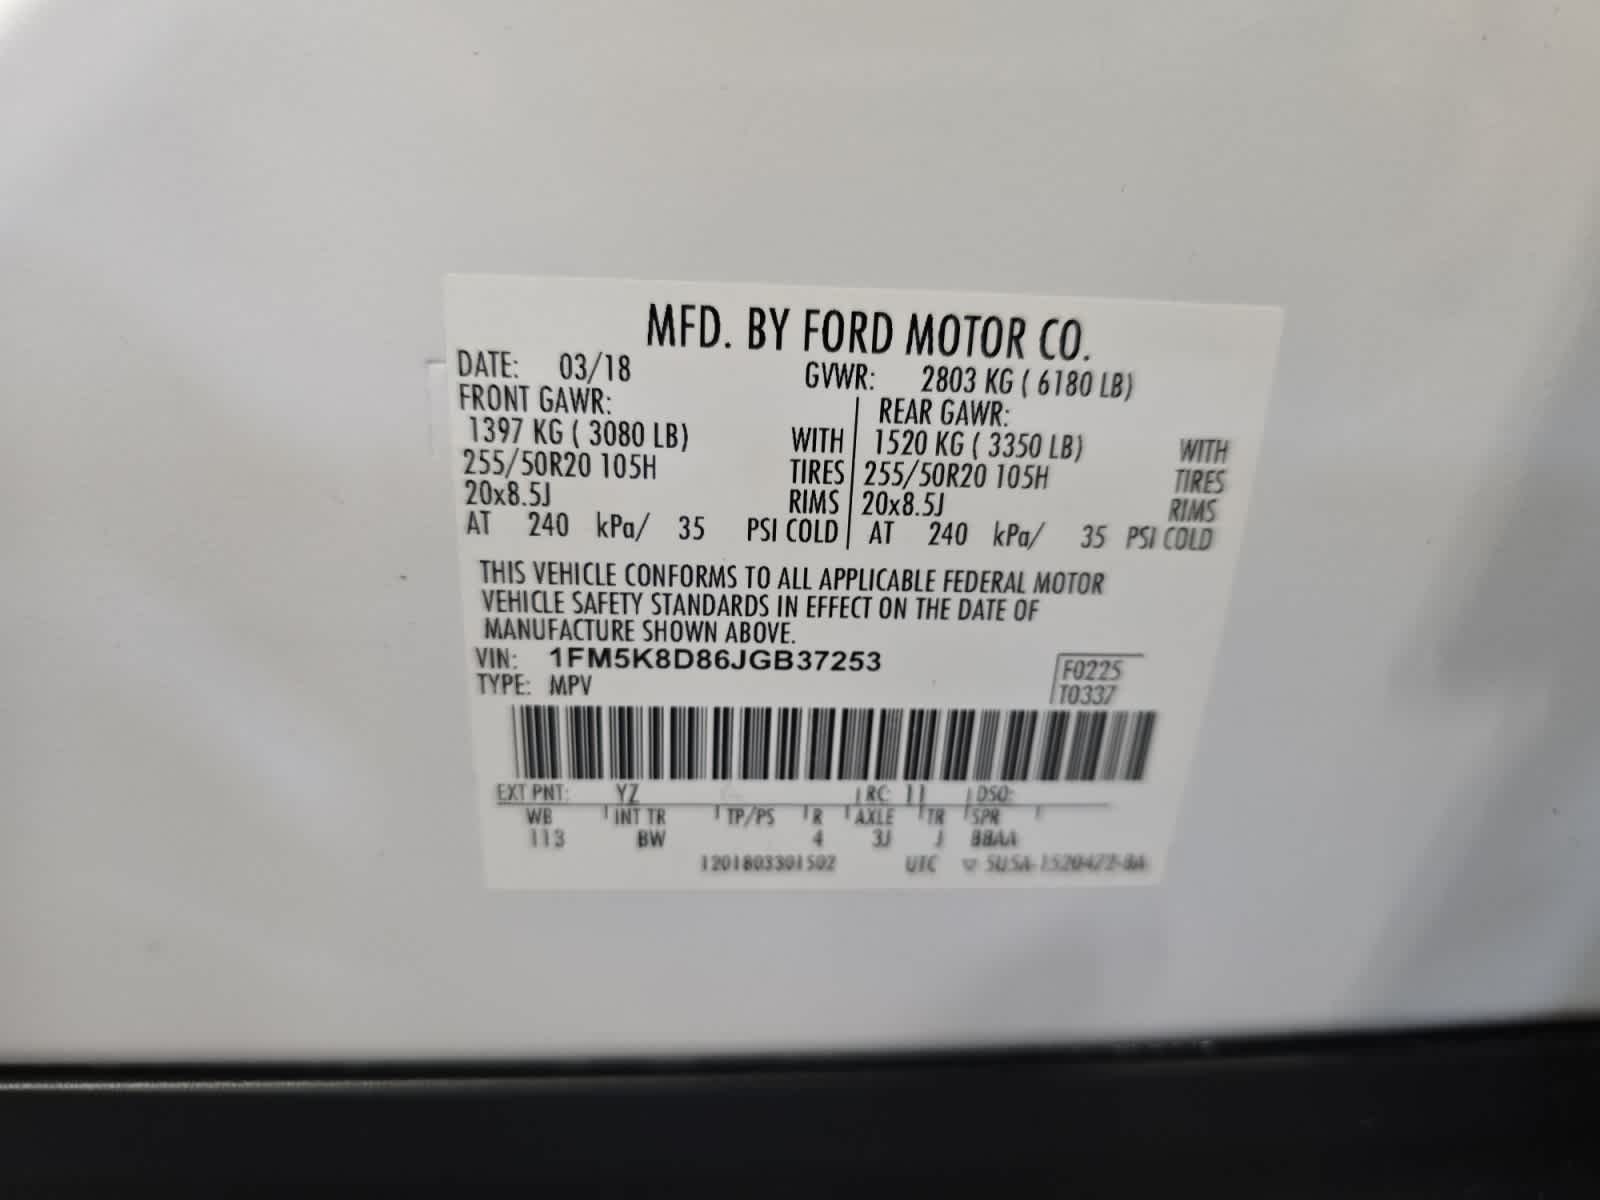 MFD. BY FORD MOTOR CO.
DATE: 03/18 GVWR: 2803 KG ( 6180 LB)
FRONT GAWR: REAR GAWR:
1397 KG ( 3080 LB) WITH 1520 KG ( 3350 LB) WITH
255/50R20 105H TIRES 255/50R20 105H TIRES
20x8.5J RIMS 20x8.5J RIMS
AT 240 kPa/ 35 PSI COLD AT 240 kPa/ 35 PSI COLD
THIS VEHICLE CONFORMS TO ALL APPLICABLE FEDERAL MOTOR
VEHICLE SAFETY STANDARDS IN EFFECT ON THE DATE OF
MANUFACTURE SHOWN ABOVE.
VIN: 1FM5K8D86JGB37253 F0225
TYPE: MPV T0337
EXT PNT: YZ RC: 11 DSO:
WB INT TR TP/PS R AXLE TR SPR
113 BW 4 3J J
1201803301502 UTC